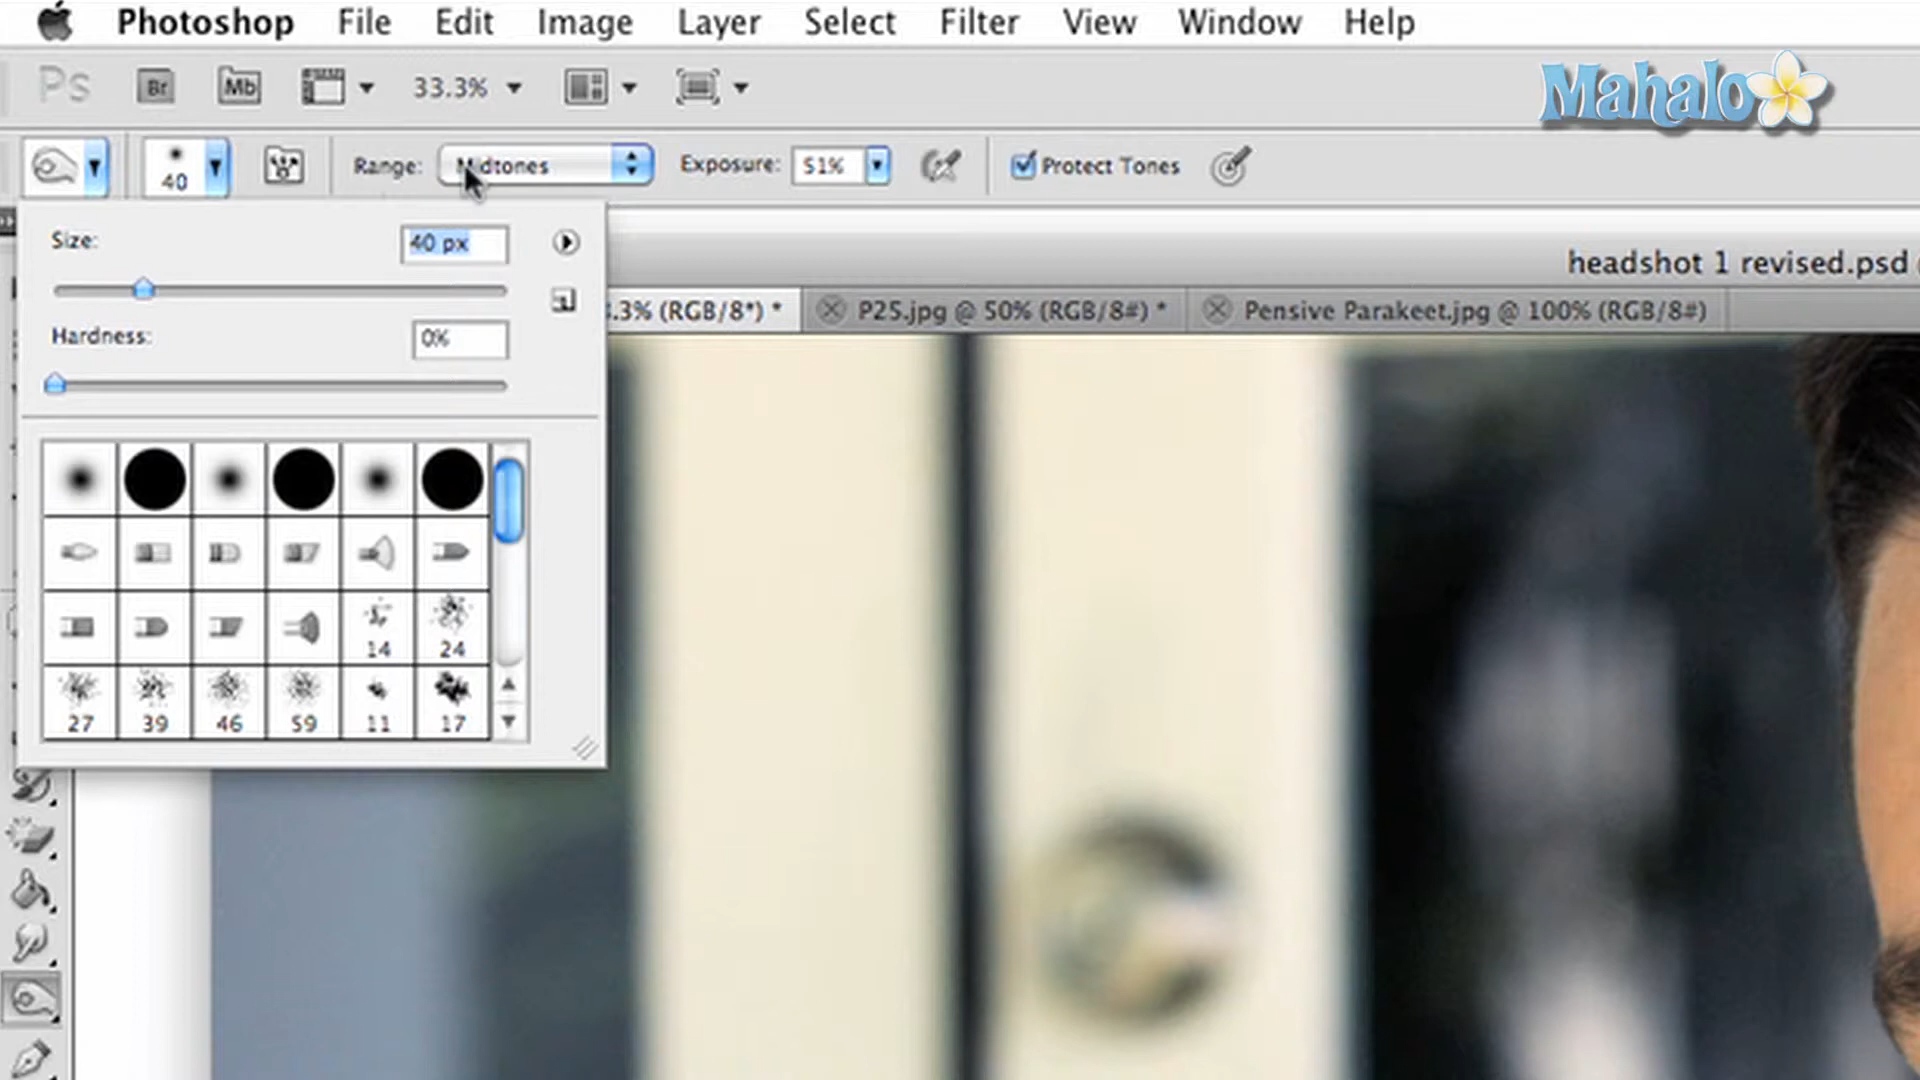 Photoshop File Edit Image Layer Select Filter View Window Help
Ps Br Mb 33.3%
Mahalo
40 Range: Midtones Exposure: 51% Protect Tones
Size: 40 px
headshot 1 revised.psd
.3% (RGB/8*) * P25.jpg @ 50% (RGB/8#) * Pensive Parakeet.jpg @ 100% (RGB/8#)
Hardness: 0%
14 24
27 39 46 59 11 17